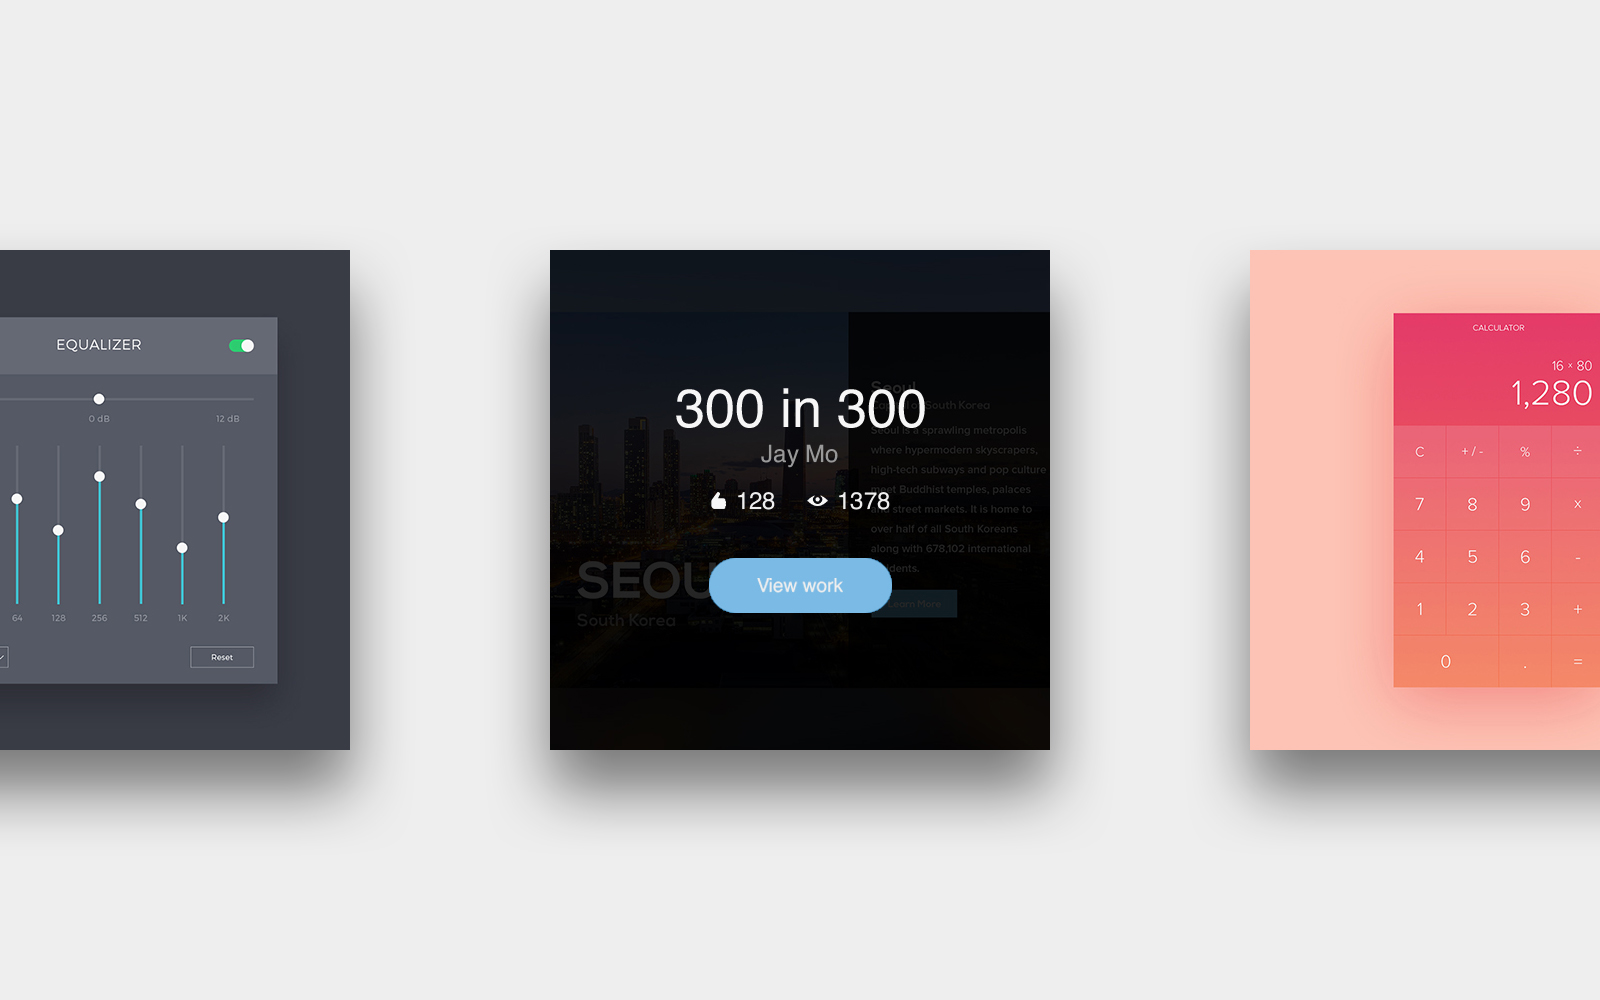 EQUALIZER
0 dB
12 dB
64
128
256
512
1K
2K
Reset
300 in 300
Jay Mo
128
1378
View work
Seoul
South Korea
Seoul is a sprawling metropolis
where hypermodern skyscrapers,
high-tech subways and pop culture
meet Buddhist temples, palaces
and street markets. It is home to
over half of all South Koreans
along with 678,102 international
residents.
Learn More
SEOU
South Korea
CALCULATOR
16 × 80
1,280
C
+ / -
%
÷
7
8
9
x
4
5
6
-
1
2
3
+
0
.
=